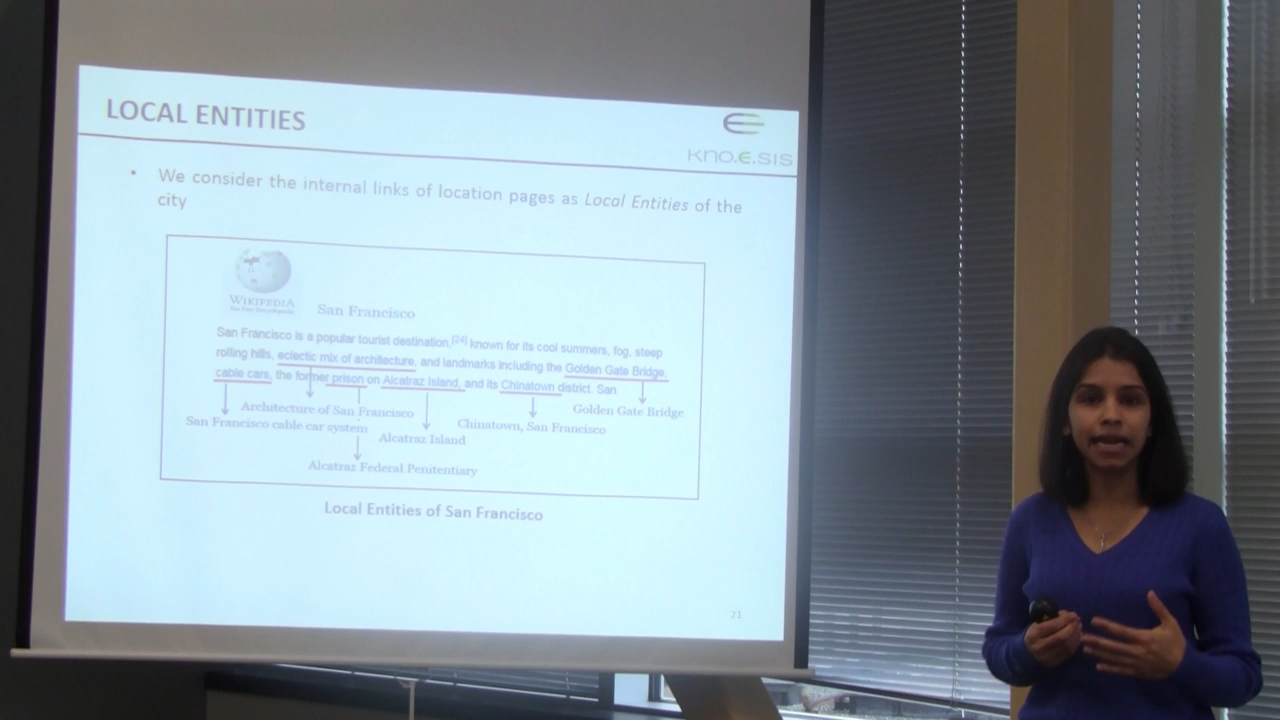 LOCAL ENTITIES
KNO.E.SIS
• We consider the internal links of location pages as Local Entities of the
city
WIKIPEDIA
The Free Encyclopedia
San Francisco
San Francisco is a popular tourist destination,[24] known for its cool summers, fog, steep
rolling hills, eclectic mix of architecture, and landmarks including the Golden Gate Bridge,
cable cars, the former prison on Alcatraz Island, and its Chinatown district. San
Architecture of San Francisco
Golden Gate Bridge
San Francisco cable car system
Chinatown, San Francisco
Alcatraz Island
Alcatraz Federal Penitentiary
Local Entities of San Francisco
21